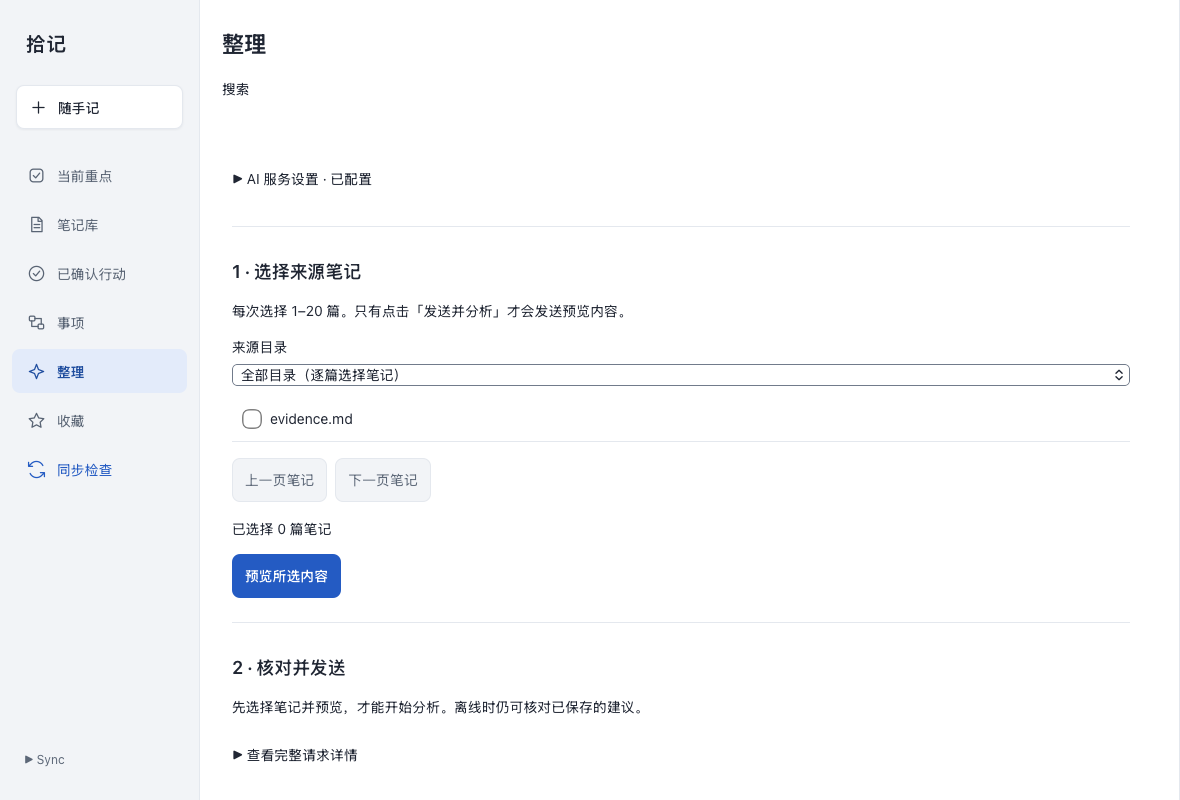 拾记
随手记
当前重点
笔记库
已确认行动
事项
整理
收藏
同步检查
Sync
整理
搜索
AI 服务设置 · 已配置
1 · 选择来源笔记
每次选择 1–20 篇。只有点击「发送并分析」才会发送预览内容。
来源目录
全部目录（逐篇选择笔记）
evidence.md
上一页笔记
下一页笔记
已选择 0 篇笔记
预览所选内容
2 · 核对并发送
先选择笔记并预览，才能开始分析。离线时仍可核对已保存的建议。
查看完整请求详情